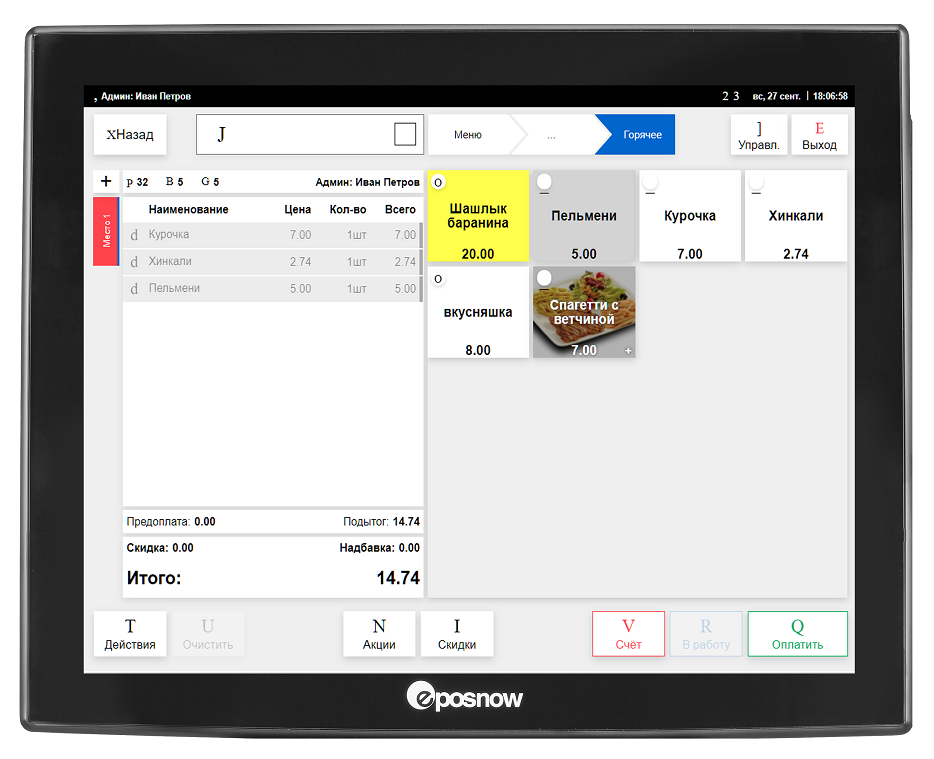 , Админ: Иван Петров
2 3 вс, 27 сент. | 18:06:58
xНазад
J
Меню
...
Горячее
]
Управл.
E
Выход
+
p 32 B 5 G 5 Админ: Иван Петров
Место 1
Наименование Цена Кол-во Всего
d Курочка 7.00 1шт 7.00
d Хинкали 2.74 1шт 2.74
d Пельмени 5.00 1шт 5.00
Предоплата: 0.00 Подытог: 14.74
Скидка: 0.00 Надбавка: 0.00
Итого: 14.74
o
Шашлык
баранина
20.00
Пельмени
5.00
Курочка
7.00
Хинкали
2.74
o
вкусняшка
8.00
Спагетти с
ветчиной
7.00 +
T
Действия
U
Очистить
N
Акции
I
Скидки
V
Счёт
R
В работу
Q
Оплатить
eposnow